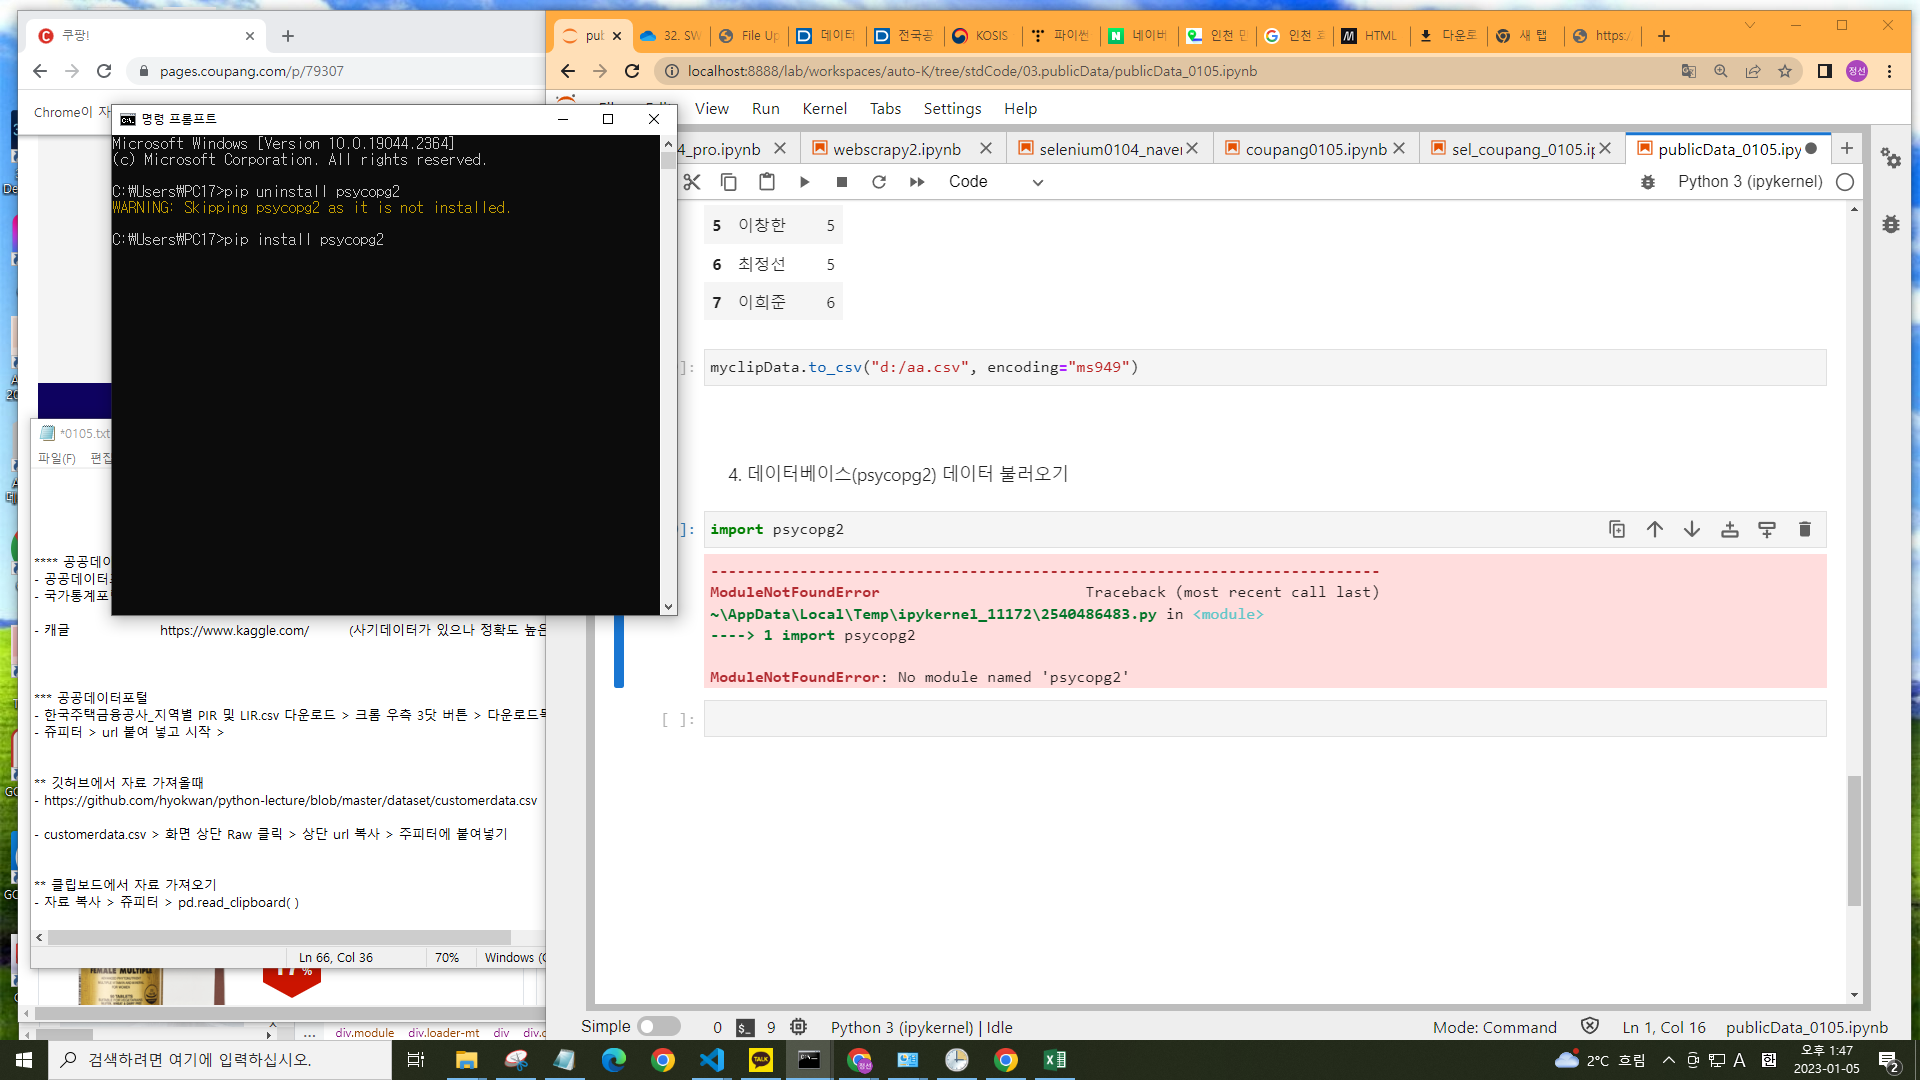 쿠팡!
pages.coupang.com/p/79307
Chrome이 자
pul
32. SW
File Up
데이터
전국공
KOSIS
파이썬
네이버
인천 맛
HTML
다운로
새 탭
https:/
localhost:8888/lab/workspaces/auto-K/tree/stdCode/03.publicData/publicData_0105.ipynb
정선
View Run Kernel Tabs Settings Help
4_pro.ipynb
webscrapy2.ipynb
selenium0104_nave
coupang0105.ipynb
sel_coupang_0105.i
publicData_0105.ipy
Code
Python 3 (ipykernel)
명령 프롬프트
Microsoft Windows [Version 10.0.19044.2364]
(c) Microsoft Corporation. All rights reserved.
C:₩Users₩PC17>pip uninstall psycopg2
WARNING: Skipping psycopg2 as it is not installed.
C:₩Users₩PC17>pip install psycopg2
5 이창한 5
6 최정선 5
7 이희준 6
]: myclipData.to_csv("d:/aa.csv", encoding="ms949")
4. 데이터베이스(psycopg2) 데이터 불러오기
]: import psycopg2
---------------------------------------------------------------------------
ModuleNotFoundError Traceback (most recent call last)
~\AppData\Local\Temp\ipykernel_11172\2540486483.py in <module>
----> 1 import psycopg2
ModuleNotFoundError: No module named 'psycopg2'
[ ]:
*0105.txt
파일(F) 편집
**** 공공데이
- 공공데이터
- 국가통계포
- 캐글 https://www.kaggle.com/ (사기데이터가 있으나 정확도 높은
*** 공공데이터포털
- 한국주택금융공사_지역별 PIR 및 LIR.csv 다운로드 > 크롬 우측 3닷 버튼 > 다운로드
- 쥬피터 > url 붙여 넣고 시작 >
** 깃허브에서 자료 가져올때
- https://github.com/hyokwan/python-lecture/blob/master/dataset/customerdata.csv
- customerdata.csv > 화면 상단 Raw 클릭 > 상단 url 복사 > 주피터에 붙여넣기
** 클립보드에서 자료 가져오기
- 자료 복사 > 쥬피터 > pd.read_clipboard( )
Ln 66, Col 36
70%
Windows (C
FEMALE MULTIPLE
17%
... div.module div.loader-mt div div.c
Simple
0
9
Python 3 (ipykernel) | Idle
Mode: Command
Ln 1, Col 16
publicData_0105.ipynb
검색하려면 여기에 입력하십시오.
TALK
정선
2°C 흐림
A
한
오후 1:47
2023-01-05
2